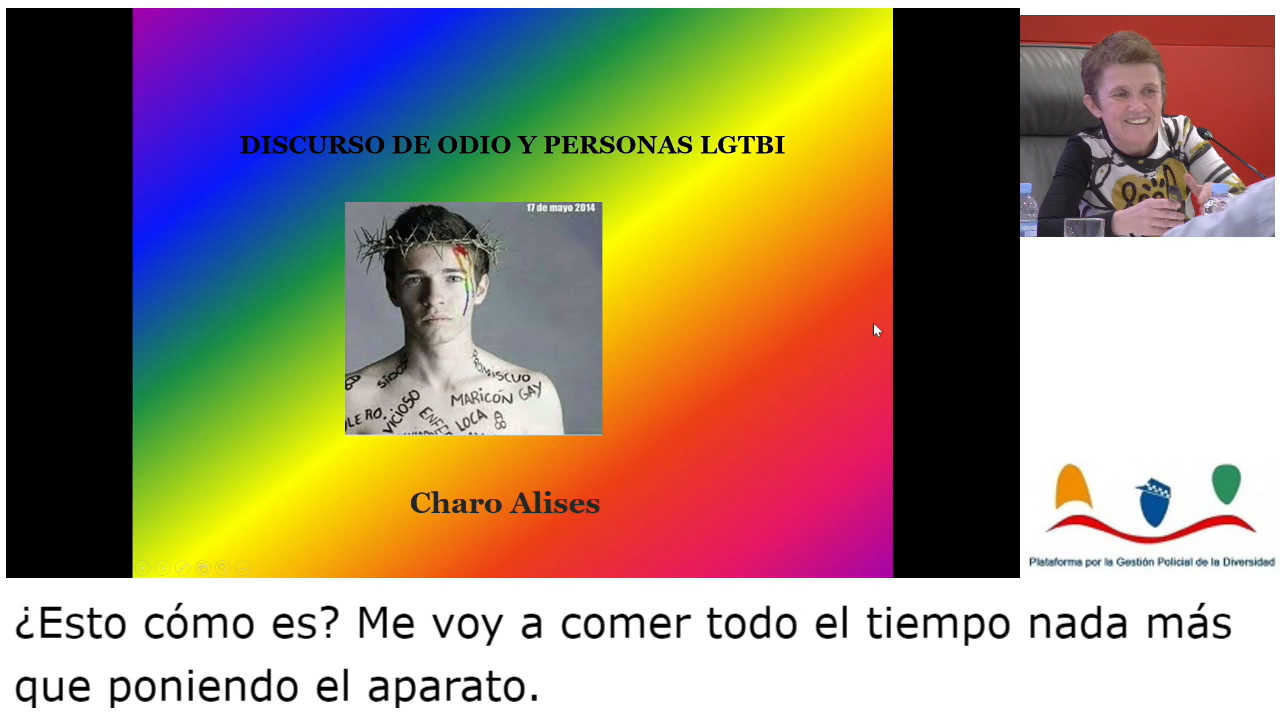 DISCURSO DE ODIO Y PERSONAS LGTBI
17 de mayo 2014
PROMISCUO
VICIOSO
MARICÓN GAY
LOCA
Charo Alises
Plataforma por la Gestión Policial de la Diversidad
¿Esto cómo es? Me voy a comer todo el tiempo nada más
que poniendo el aparato.